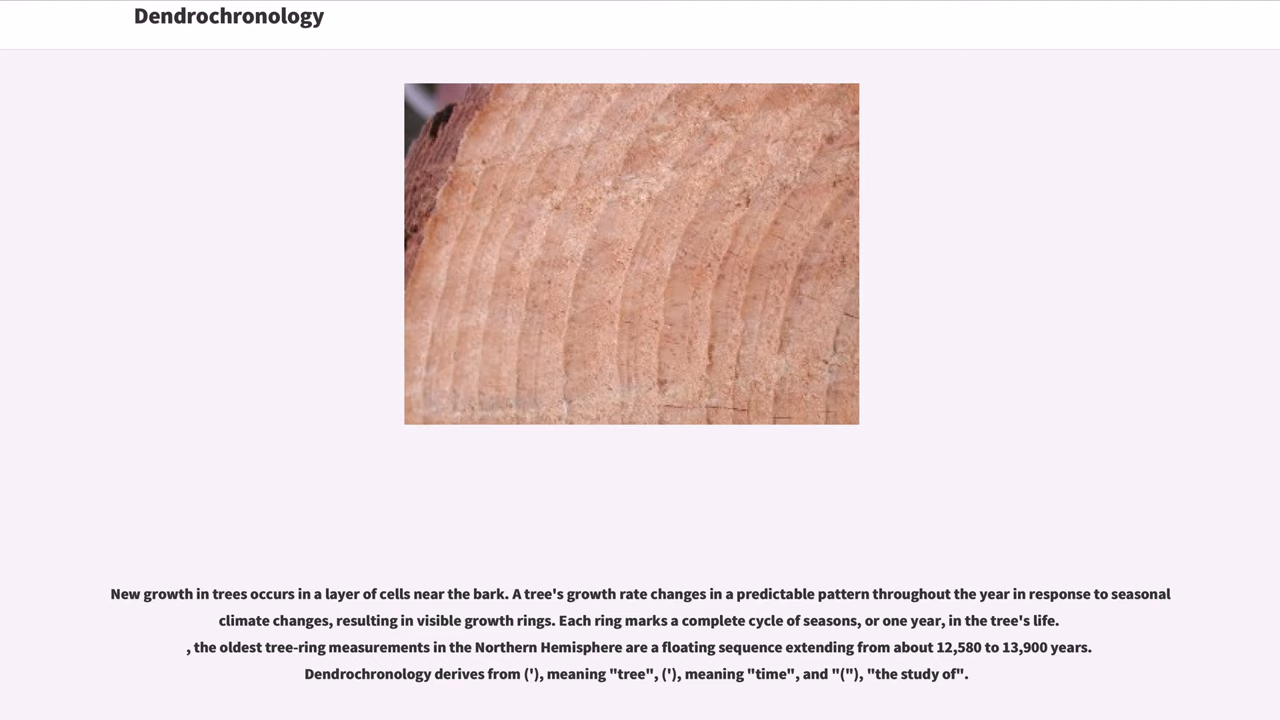 Dendrochronology
New growth in trees occurs in a layer of cells near the bark. A tree's growth rate changes in a predictable pattern throughout the year in response to seasonal
climate changes, resulting in visible growth rings. Each ring marks a complete cycle of seasons, or one year, in the tree's life.
, the oldest tree-ring measurements in the Northern Hemisphere are a floating sequence extending from about 12,580 to 13,900 years.
Dendrochronology derives from ('), meaning "tree", ('), meaning "time", and "("), "the study of".